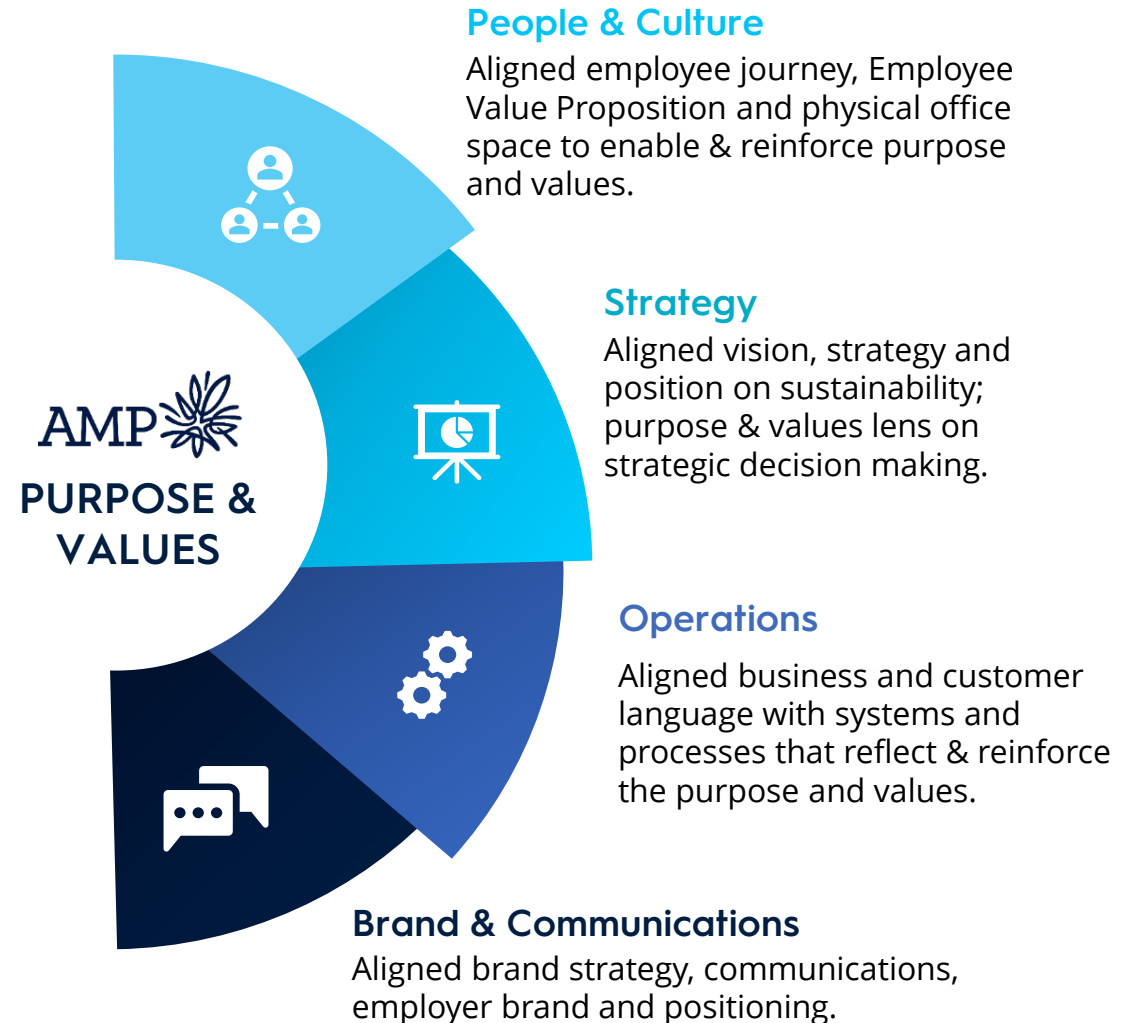 People & Culture
Aligned employee journey, Employee
Value Proposition and physical office
space to enable & reinforce purpose
and values.
Strategy
Aligned vision, strategy and
position on sustainability;
purpose & values lens on
strategic decision making.
AMP
PURPOSE &
VALUES
Operations
Aligned business and customer
language with systems and
processes that reflect & reinforce
the purpose and values.
Brand & Communications
Aligned brand strategy, communications,
employer brand and positioning.